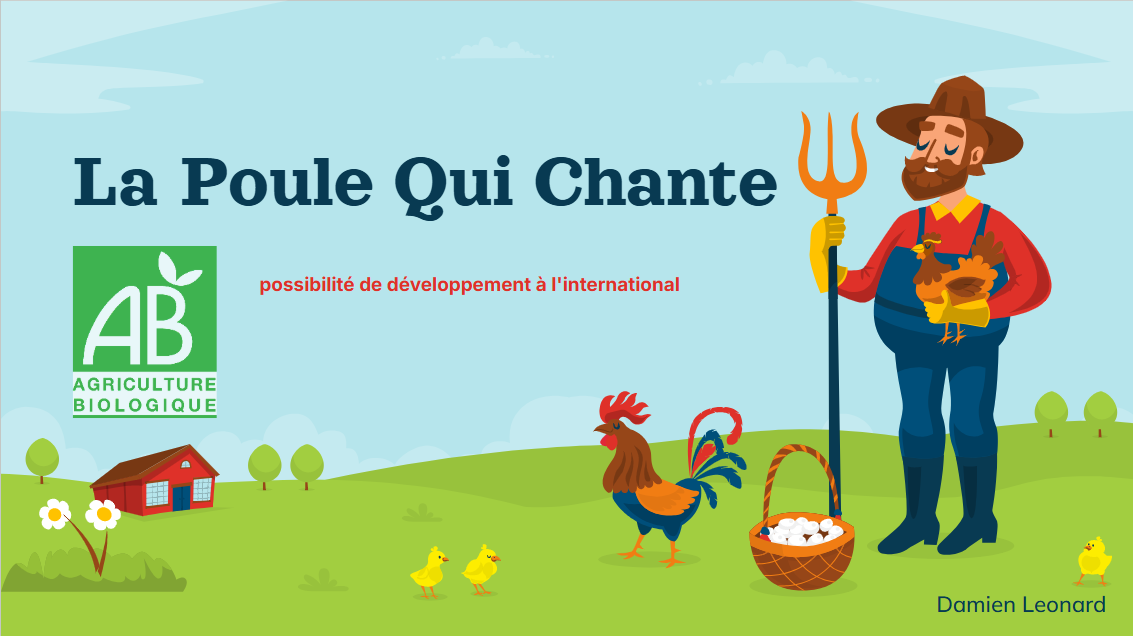 La Poule Qui Chante
possibilité de développement à l'international
AB
AGRICULTURE
BIOLOGIQUE
Damien Leonard